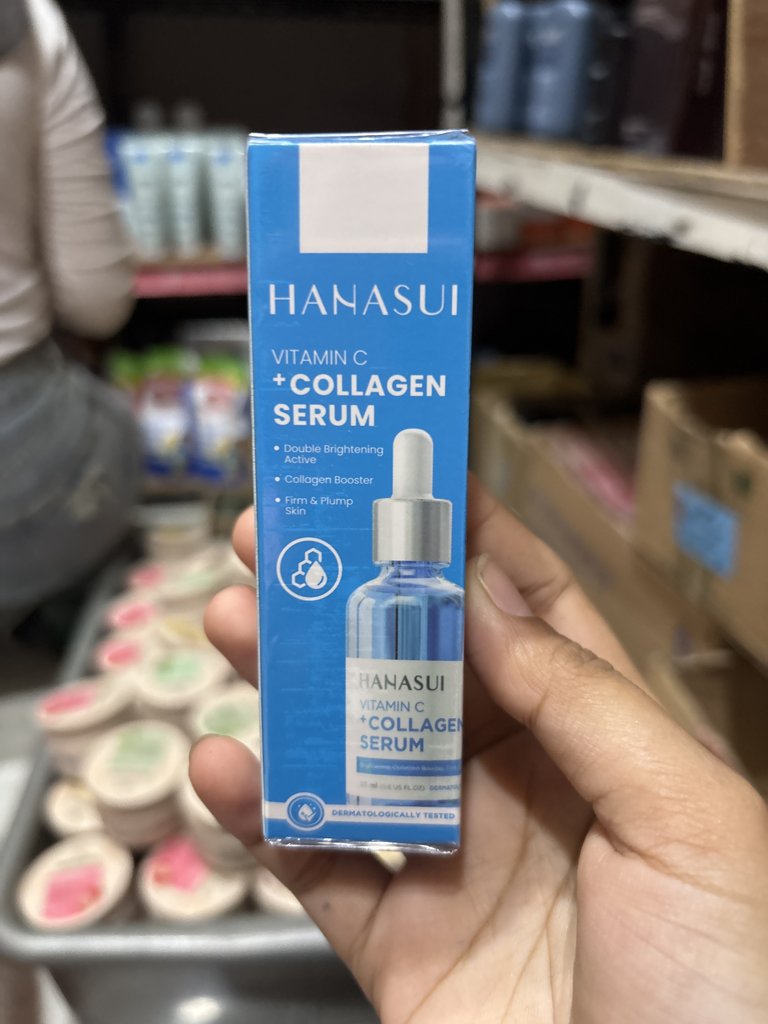 HANASUI
VITAMIN C
+COLLAGEN
SERUM
• Double Brightening
Active
• Collagen Booster
• Firm & Plump
Skin
HANASUI
VITAMIN C
+COLLAGEN
SERUM
DERMATOLOGICALLY TESTED